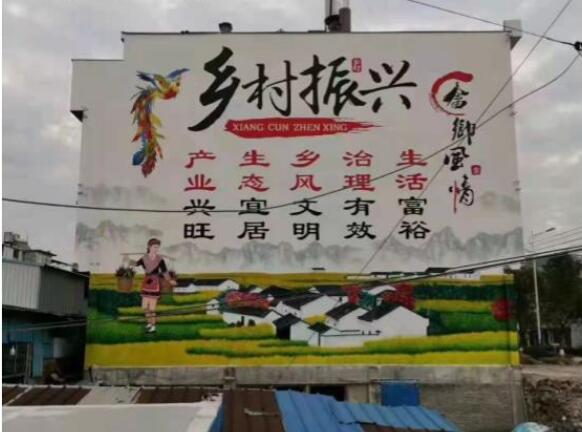 乡村振兴
XIANG CUN ZHEN XING
畲乡风情
产业兴旺
生态宜居
乡风文明
治理有效
生活富裕